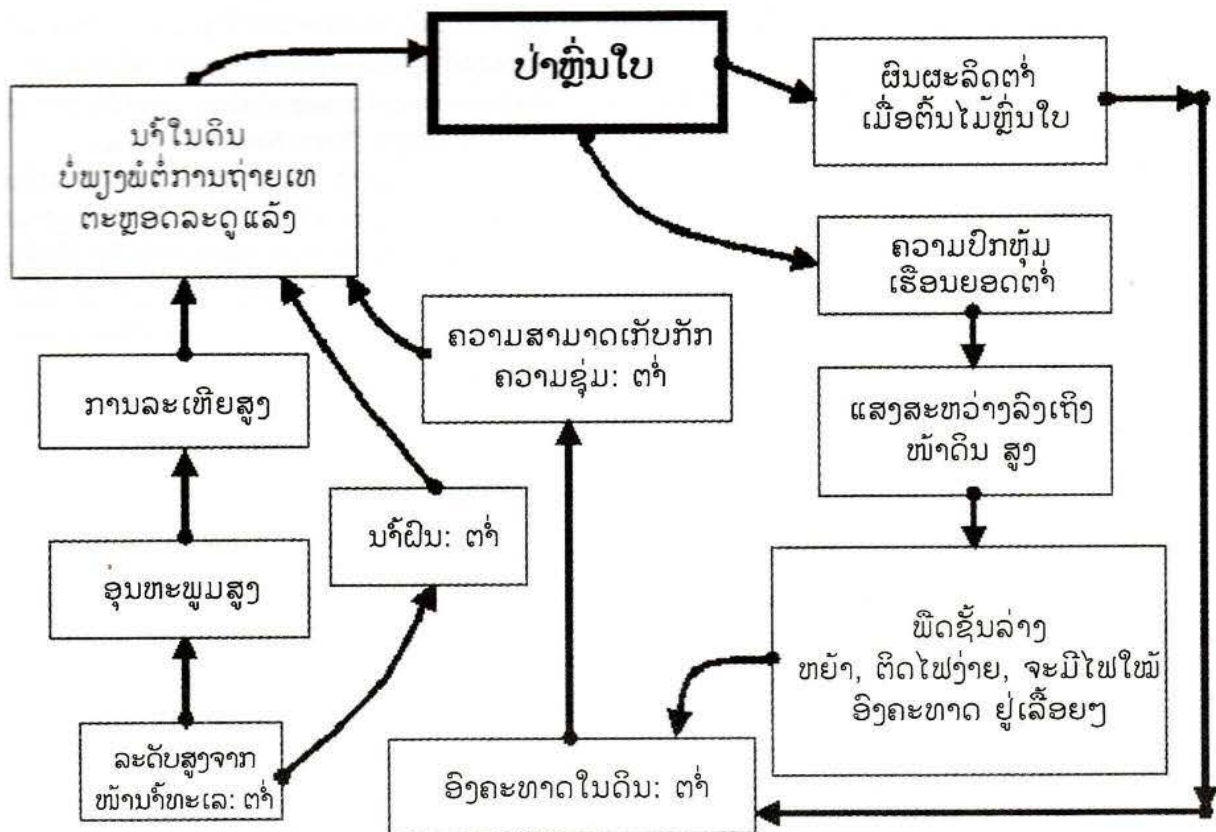 ປ່າຫຼົ່ນໃບ
ຜົນຜະລິດຕ່ຳ
ເມື່ອຕົ້ນໄມ້ຫຼົ່ນໃບ
ນ້ຳໃນດິນ
ບໍ່ພຽງພໍຕໍ່ການຖ່າຍເທ
ຕະຫຼອດລະດູແລ້ງ
ຄວາມປົກຫຸ້ມ
ເຮືອນຍອດຕ່ຳ
ຄວາມສາມາດເກັບກັກ
ຄວາມຊຸ່ມ: ຕ່ຳ
ການລະເຫີຍສູງ
ແສງສະຫວ່າງລົງເຖິງ
ໜ້າດິນ ສູງ
ນ້ຳຝົນ: ຕ່ຳ
ອຸນຫະພູມສູງ
ພືດຊັ້ນລ່າງ
ຫຍ້າ, ຕິດໄຟງ່າຍ, ຈະມີໄຟໃໝ້
ອົງຄະທາດ ຢູ່ເລື້ອຍໆ
ລະດັບສູງຈາກ
ໜ້ານ້ຳທະເລ: ຕ່ຳ
ອົງຄະທາດໃນດິນ: ຕ່ຳ